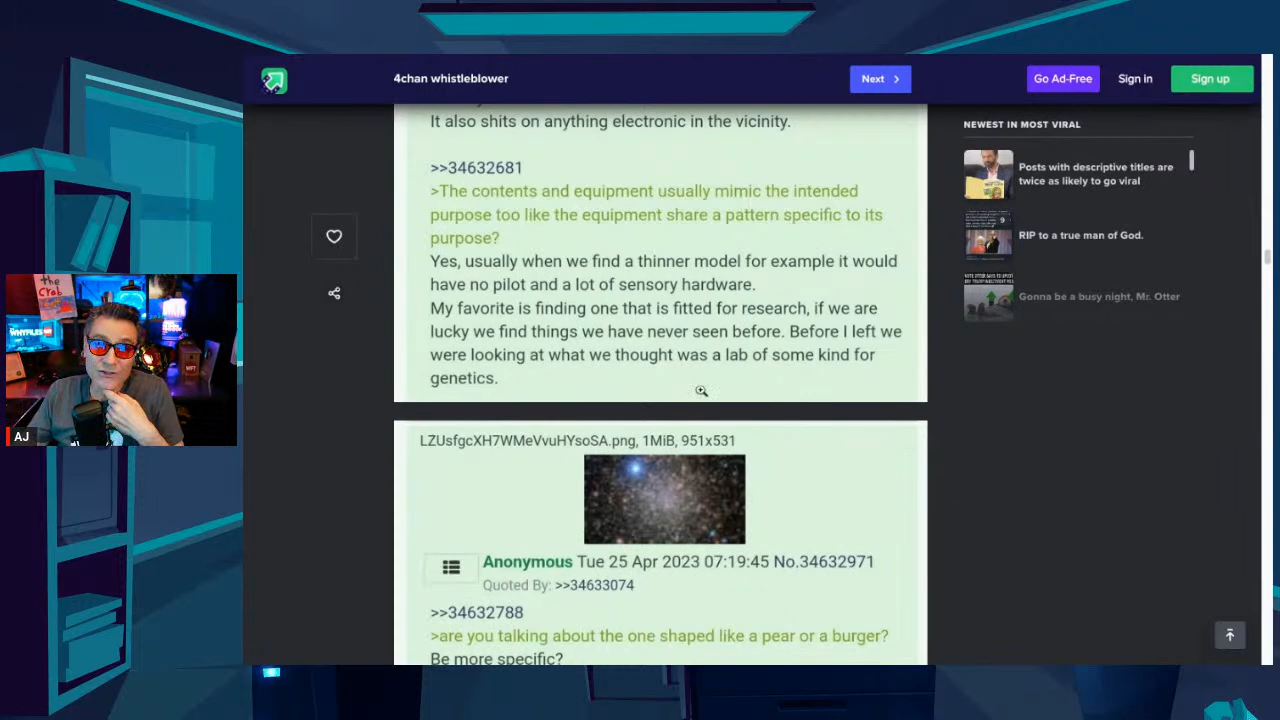 4chan whistleblower
Next
Go Ad-Free
Sign in
Sign up
It also shits on anything electronic in the vicinity.
>>34632681
>The contents and equipment usually mimic the intended
purpose too like the equipment share a pattern specific to its
purpose?
Yes, usually when we find a thinner model for example it would
have no pilot and a lot of sensory hardware.
My favorite is finding one that is fitted for research, if we are
lucky we find things we have never seen before. Before I left we
were looking at what we thought was a lab of some kind for
genetics.
LZUsfgcXH7WMeVvuHYsoSA.png, 1MiB, 951x531
Anonymous Tue 25 Apr 2023 07:19:45 No.34632971
Quoted By: >>34633074
>>34632788
>are you talking about the one shaped like a pear or a burger?
Be more specific?
NEWEST IN MOST VIRAL
Posts with descriptive titles are
twice as likely to go viral
RIP to a true man of God.
Gonna be a busy night, Mr. Otter
the
Crab
AJ